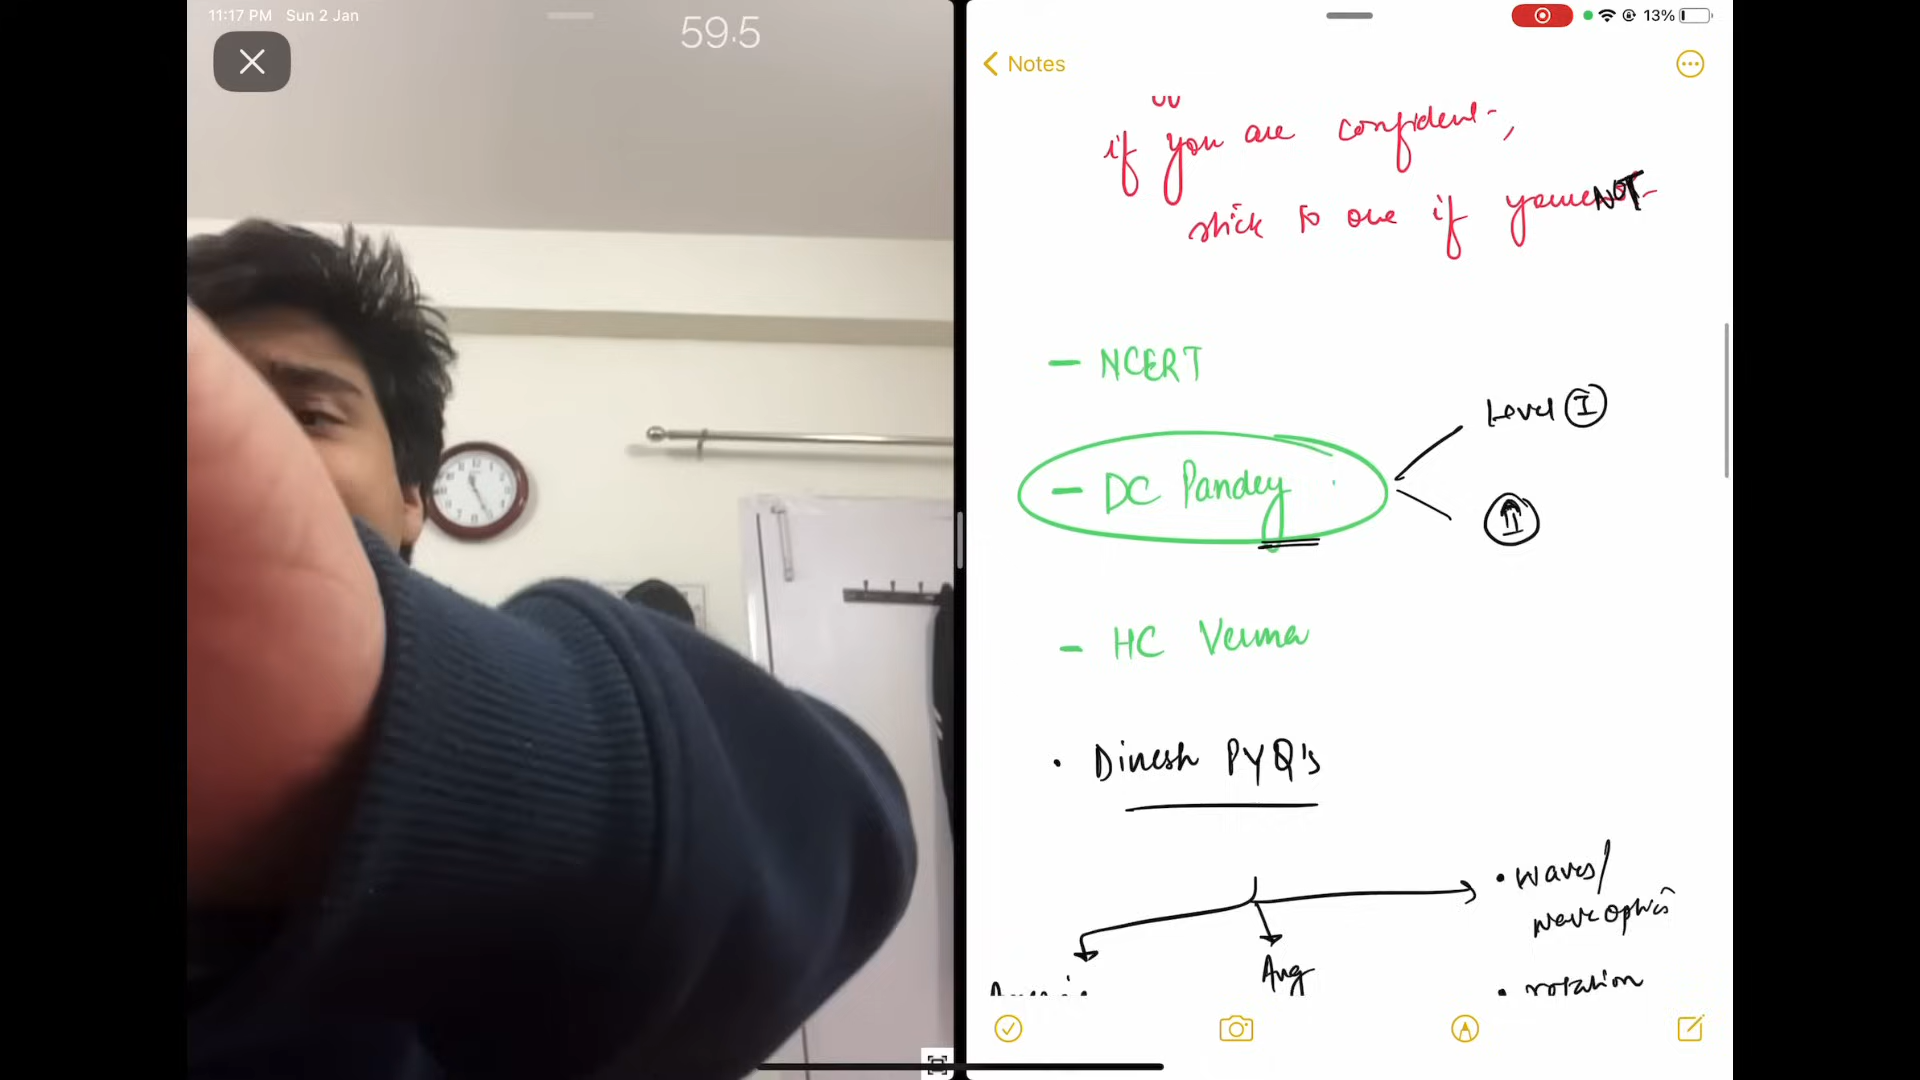 11:17 PM Sun 2 Jan
59.5
13%
Notes
if you are confident,
stick to one if you're NOT
- NCERT
Level I
- DC Pandey
II
- HC Verma
• Dinesh PYQ's
• waves/
wave optics
Avg
• rotation